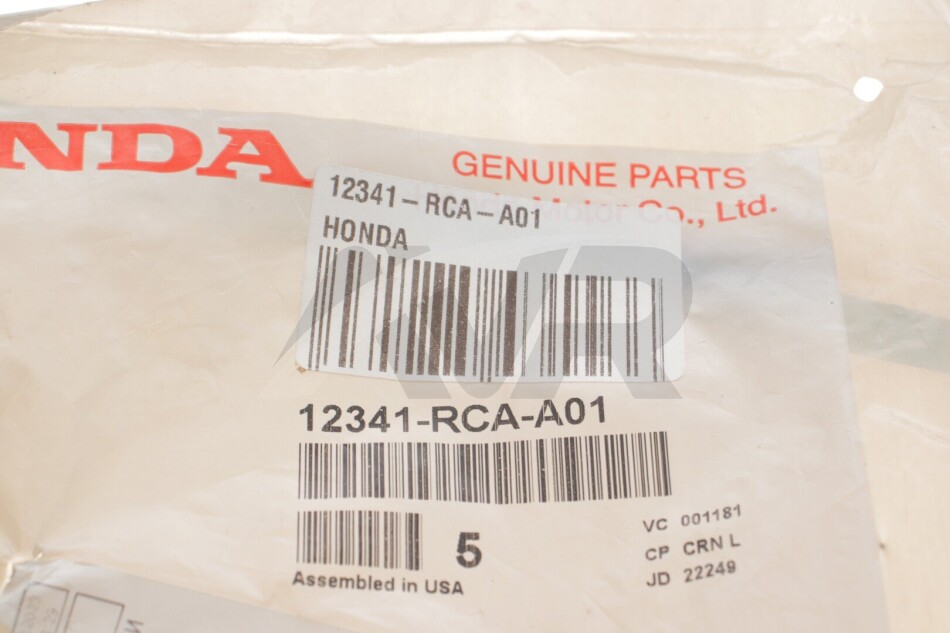 NDA
GENUINE PARTS
Honda Motor Co., Ltd.
12341-RCA-A01
HONDA
12341-RCA-A01
5
Assembled in USA
VC 001181
CP CRN L
JD 22249